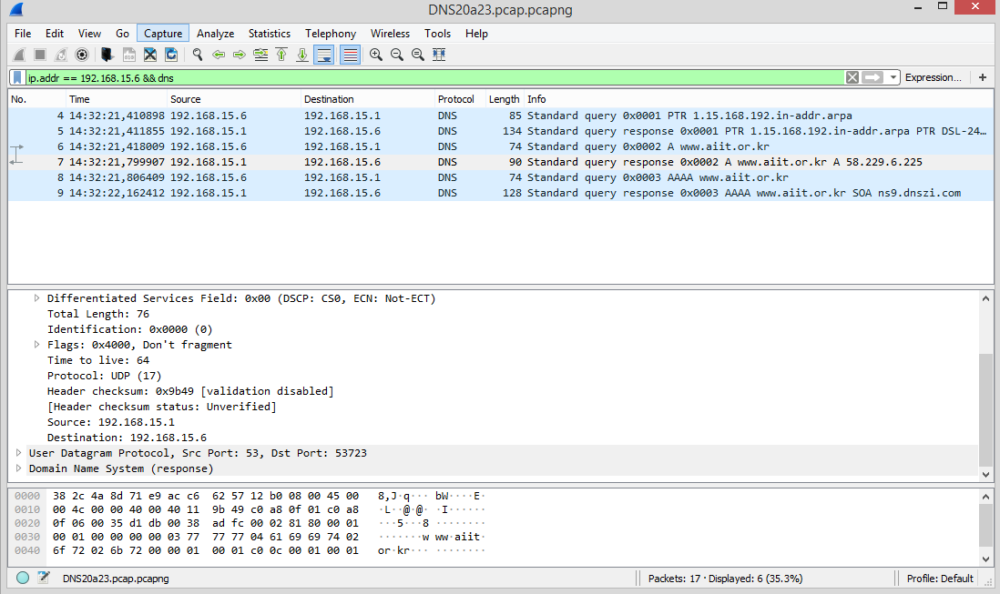 DNS20a23.pcap.pcapng
File Edit View Go Capture Analyze Statistics Telephony Wireless Tools Help
ip.addr == 192.168.15.6 && dns Expression... +
No. Time Source Destination Protocol Length Info
4 14:32:21,410898 192.168.15.6 192.168.15.1 DNS 85 Standard query 0x0001 PTR 1.15.168.192.in-addr.arpa
5 14:32:21,411855 192.168.15.1 192.168.15.6 DNS 134 Standard query response 0x0001 PTR 1.15.168.192.in-addr.arpa PTR DSL-24…
6 14:32:21,418009 192.168.15.6 192.168.15.1 DNS 74 Standard query 0x0002 A www.aiit.or.kr
7 14:32:21,799907 192.168.15.1 192.168.15.6 DNS 90 Standard query response 0x0002 A www.aiit.or.kr A 58.229.6.225
8 14:32:21,806409 192.168.15.6 192.168.15.1 DNS 74 Standard query 0x0003 AAAA www.aiit.or.kr
9 14:32:22,162412 192.168.15.1 192.168.15.6 DNS 128 Standard query response 0x0003 AAAA www.aiit.or.kr SOA ns9.dnszi.com
Differentiated Services Field: 0x00 (DSCP: CS0, ECN: Not-ECT)
Total Length: 76
Identification: 0x0000 (0)
Flags: 0x4000, Don't fragment
Time to live: 64
Protocol: UDP (17)
Header checksum: 0x9b49 [validation disabled]
[Header checksum status: Unverified]
Source: 192.168.15.1
Destination: 192.168.15.6
User Datagram Protocol, Src Port: 53, Dst Port: 53723
Domain Name System (response)
0000 38 2c 4a 8d 71 e9 ac c6 62 57 12 b0 08 00 45 00 8,J·q··· bW····E·
0010 00 4c 00 00 40 00 40 11 9b 49 c0 a8 0f 01 c0 a8 ·L··@·@· ·I······
0020 0f 06 00 35 d1 db 00 38 ad fc 00 02 81 80 00 01 ···5···8 ········
0030 00 01 00 00 00 00 03 77 77 77 04 61 69 69 74 02 ·······w ww·aiit·
0040 6f 72 02 6b 72 00 00 01 00 01 c0 0c 00 01 00 01 or·kr··· ········
DNS20a23.pcap.pcapng Packets: 17 · Displayed: 6 (35.3%) Profile: Default